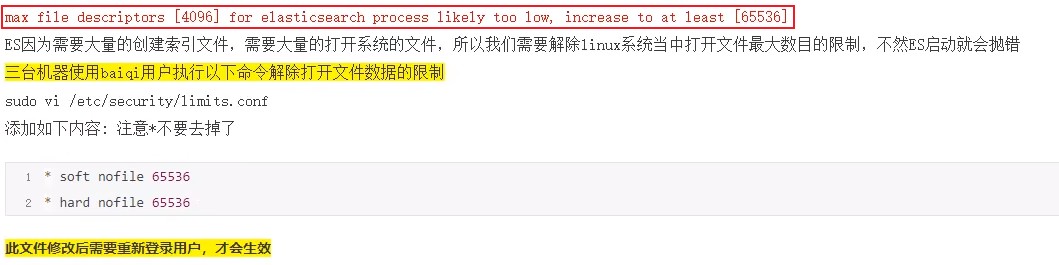 max file descriptors [4096] for elasticsearch process likely too low, increase to at least [65536]
ES因为需要大量的创建索引文件，需要大量的打开系统的文件，所以我们需要解除linux系统当中打开文件最大数目的限制，不然ES启动就会抛错
三台机器使用baiqi用户执行以下命令解除打开文件数据的限制
sudo vi /etc/security/limits.conf
添加如下内容: 注意*不要去掉了
1 * soft nofile 65536
2 * hard nofile 65536
此文件修改后需要重新登录用户，才会生效